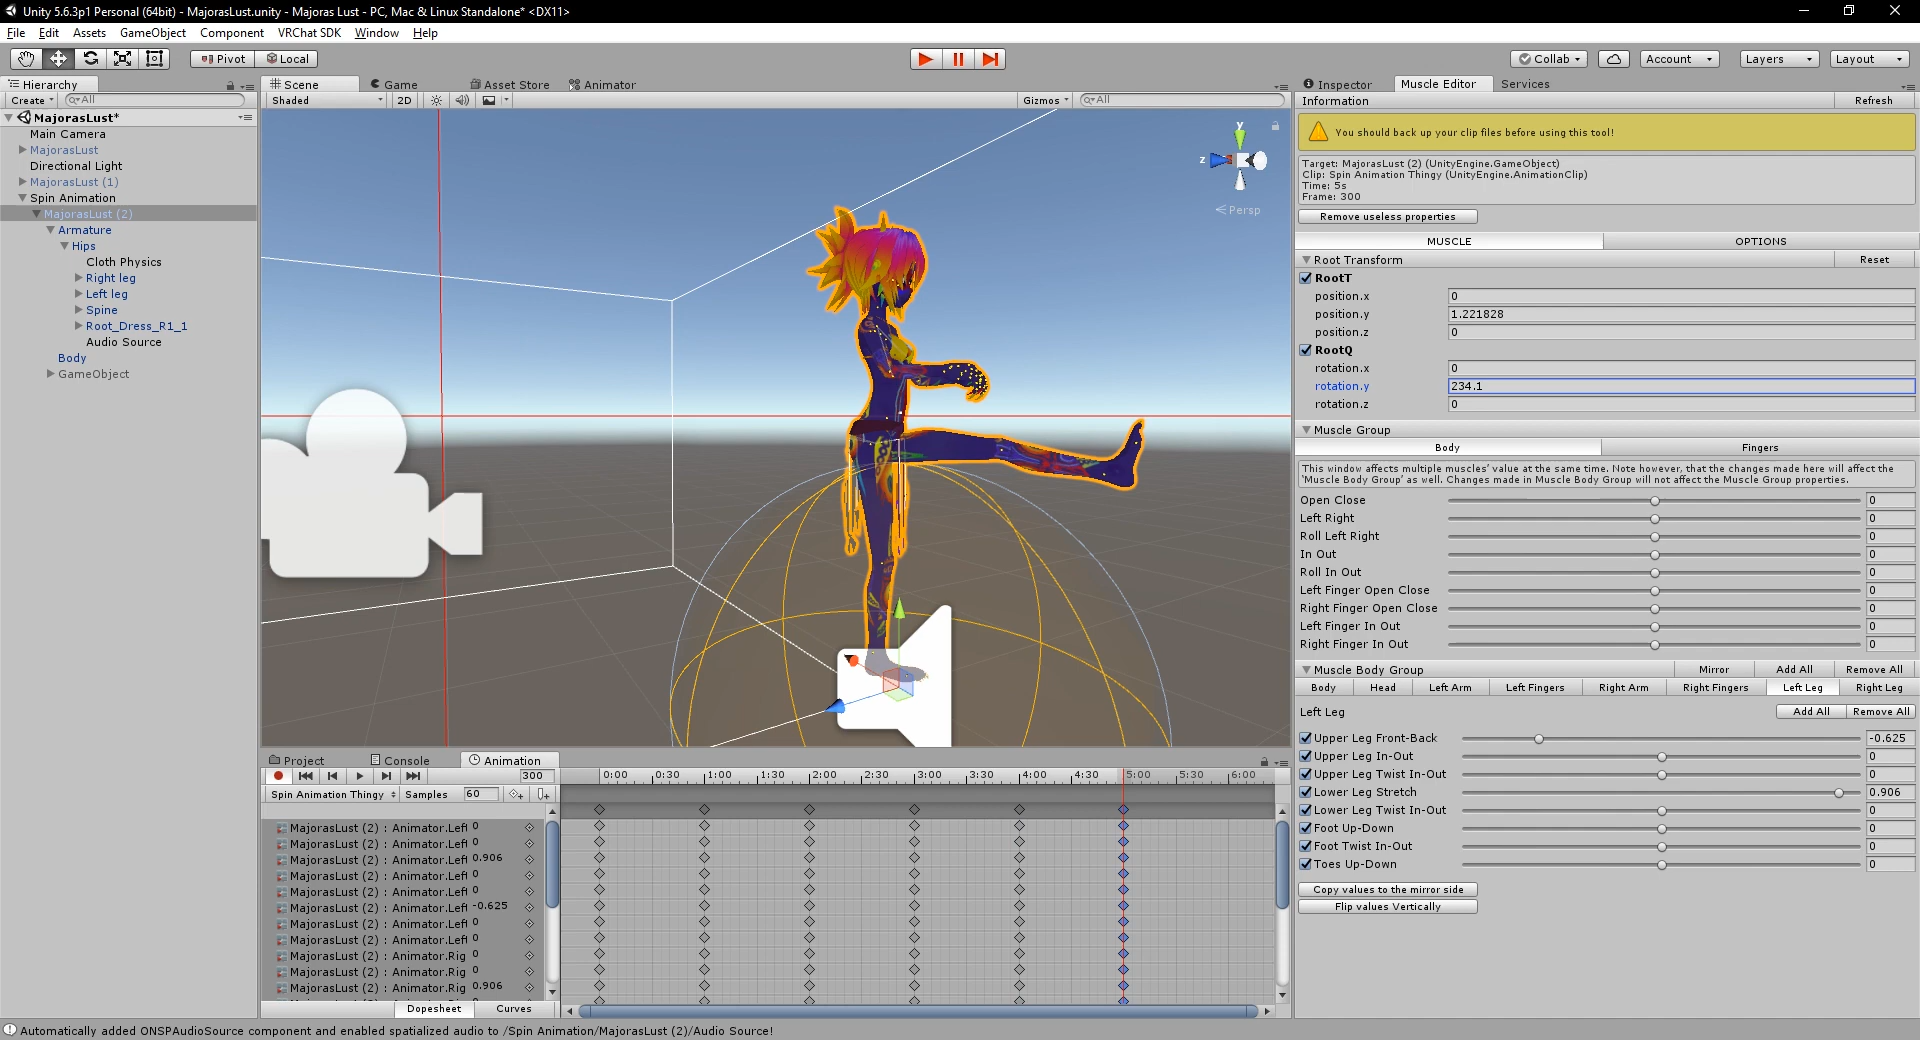 Unity 5.6.3p1 Personal (64bit) - MajorasLust.unity - Majoras Lust - PC, Mac & Linux Standalone* <DX11>
File Edit Assets GameObject Component VRChat SDK Window Help
Pivot Local Collab Account Layers Layout
Hierarchy
Create All
MajorasLust*
Main Camera
MajorasLust
Directional Light
MajorasLust (1)
Spin Animation
MajorasLust (2)
Armature
Hips
Cloth Physics
Right leg
Left leg
Spine
Root_Dress_R1_1
Audio Source
Body
GameObject
Scene Game Asset Store Animator
Shaded 2D Gizmos All
y
z
Persp
Project Console Animation
300 0:00 0:30 1:00 1:30 2:00 2:30 3:00 3:30 4:00 4:30 5:00 5:30 6:00
Spin Animation Thingy Samples 60
MajorasLust (2) : Animator.Left 0
MajorasLust (2) : Animator.Left 0
MajorasLust (2) : Animator.Left 0.906
MajorasLust (2) : Animator.Left 0
MajorasLust (2) : Animator.Left 0
MajorasLust (2) : Animator.Left -0.625
MajorasLust (2) : Animator.Left 0
MajorasLust (2) : Animator.Left 0
MajorasLust (2) : Animator.Rig 0
MajorasLust (2) : Animator.Rig 0
MajorasLust (2) : Animator.Rig 0.906
Dopesheet Curves
Inspector Muscle Editor Services
Information Refresh
You should back up your clip files before using this tool!
Target: MajorasLust (2) (UnityEngine.GameObject)
Clip: Spin Animation Thingy (UnityEngine.AnimationClip)
Time: 5s
Frame: 300
Remove useless properties
MUSCLE OPTIONS
Root Transform Reset
RootT
position.x 0
position.y 1.221828
position.z 0
RootQ
rotation.x 0
rotation.y 234.1
rotation.z 0
Muscle Group
Body Fingers
This window affects multiple muscles' value at the same time. Note however, that the changes made here will affect the
'Muscle Body Group' as well. Changes made in Muscle Body Group will not affect the Muscle Group properties.
Open Close 0
Left Right 0
Roll Left Right 0
In Out 0
Roll In Out 0
Left Finger Open Close 0
Right Finger Open Close 0
Left Finger In Out 0
Right Finger In Out 0
Muscle Body Group Mirror Add All Remove All
Body Head Left Arm Left Fingers Right Arm Right Fingers Left Leg Right Leg
Left Leg Add All Remove All
Upper Leg Front-Back -0.625
Upper Leg In-Out 0
Upper Leg Twist In-Out 0
Lower Leg Stretch 0.906
Lower Leg Twist In-Out 0
Foot Up-Down 0
Foot Twist In-Out 0
Toes Up-Down 0
Copy values to the mirror side
Flip values Vertically
Automatically added ONSPAudioSource component and enabled spatialized audio to /Spin Animation/MajorasLust (2)/Audio Source!